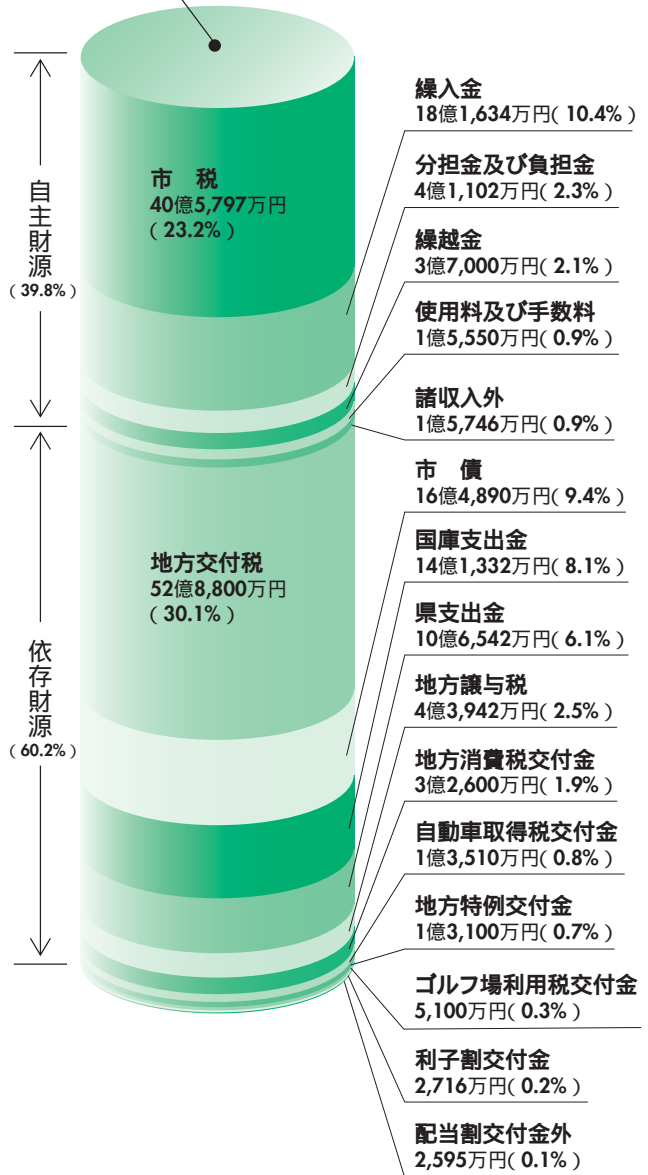 自主財源
(39.8%)
市　税
40億5,797万円
(23.2%)
繰入金
18億1,634万円(10.4%)
分担金及び負担金
4億1,102万円(2.3%)
繰越金
3億7,000万円(2.1%)
使用料及び手数料
1億5,550万円(0.9%)
諸収入外
1億5,746万円(0.9%)
依存財源
(60.2%)
地方交付税
52億8,800万円
(30.1%)
市　債
16億4,890万円(9.4%)
国庫支出金
14億1,332万円(8.1%)
県支出金
10億6,542万円(6.1%)
地方譲与税
4億3,942万円(2.5%)
地方消費税交付金
3億2,600万円(1.9%)
自動車取得税交付金
1億3,510万円(0.8%)
地方特例交付金
1億3,100万円(0.7%)
ゴルフ場利用税交付金
5,100万円(0.3%)
利子割交付金
2,716万円(0.2%)
配当割交付金外
2,595万円(0.1%)